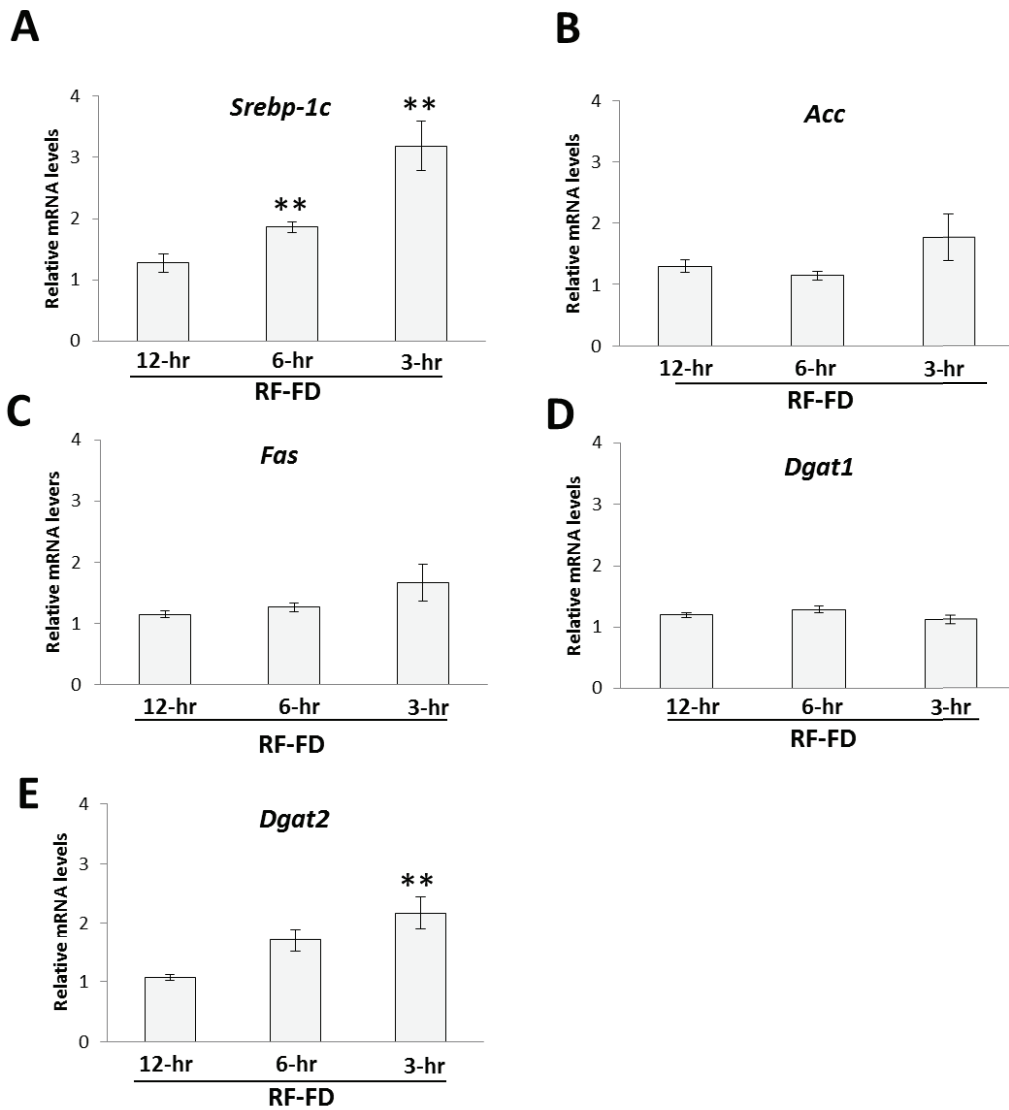 A
Srebp-1c
Relative mRNA levels
4
3
2
1
0
**
**
12-hr 6-hr 3-hr
RF-FD
B
Acc
Relative mRNA levels
4
3
2
1
0
12-hr 6-hr 3-hr
RF-FD
C
Fas
Relative mRNA levers
4
3
2
1
0
12-hr 6-hr 3-hr
RF-FD
D
Dgat1
Relative mRNA levels
4
3
2
1
0
12-hr 6-hr 3-hr
RF-FD
E
Dgat2
Relative mRNA levels
4
3
2
1
0
**
12-hr 6-hr 3-hr
RF-FD